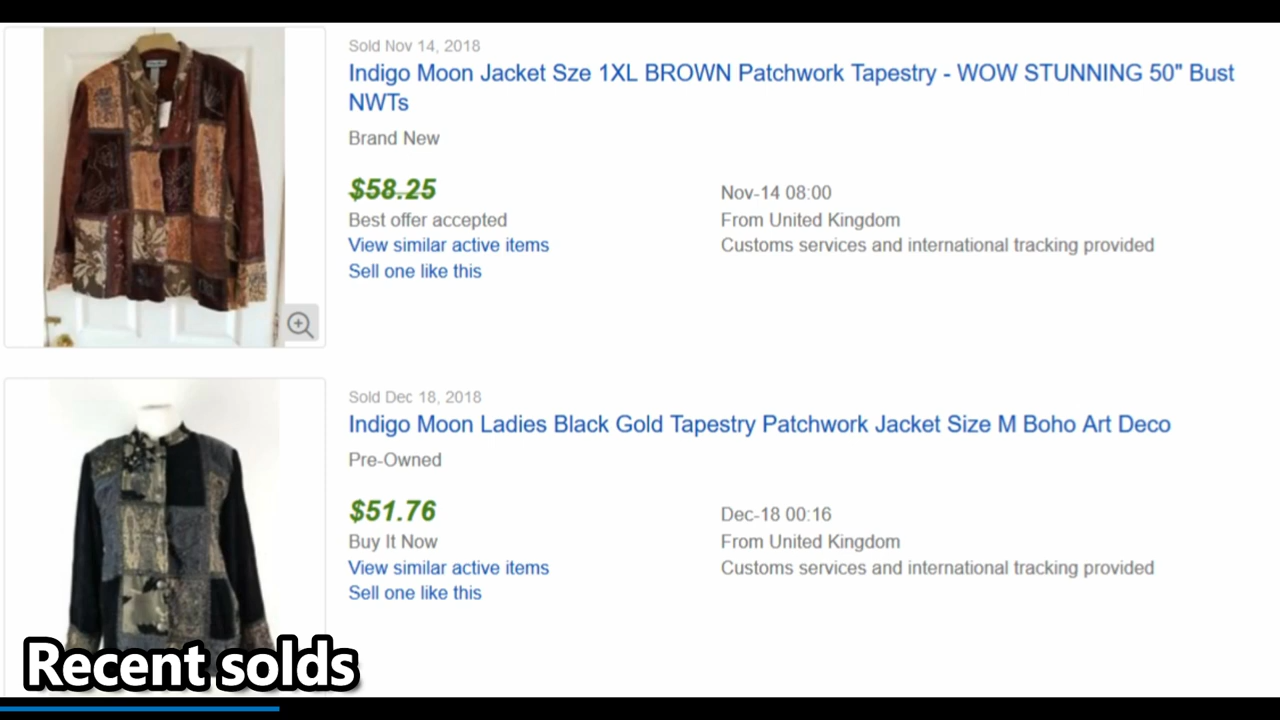 Sold Nov 14, 2018
Indigo Moon Jacket Sze 1XL BROWN Patchwork Tapestry - WOW STUNNING 50" Bust
NWTs
Brand New
$58.25
Nov-14 08:00
Best offer accepted
From United Kingdom
View similar active items
Customs services and international tracking provided
Sell one like this
Sold Dec 18, 2018
Indigo Moon Ladies Black Gold Tapestry Patchwork Jacket Size M Boho Art Deco
Pre-Owned
$51.76
Dec-18 00:16
Buy It Now
From United Kingdom
View similar active items
Customs services and international tracking provided
Sell one like this
Recent solds